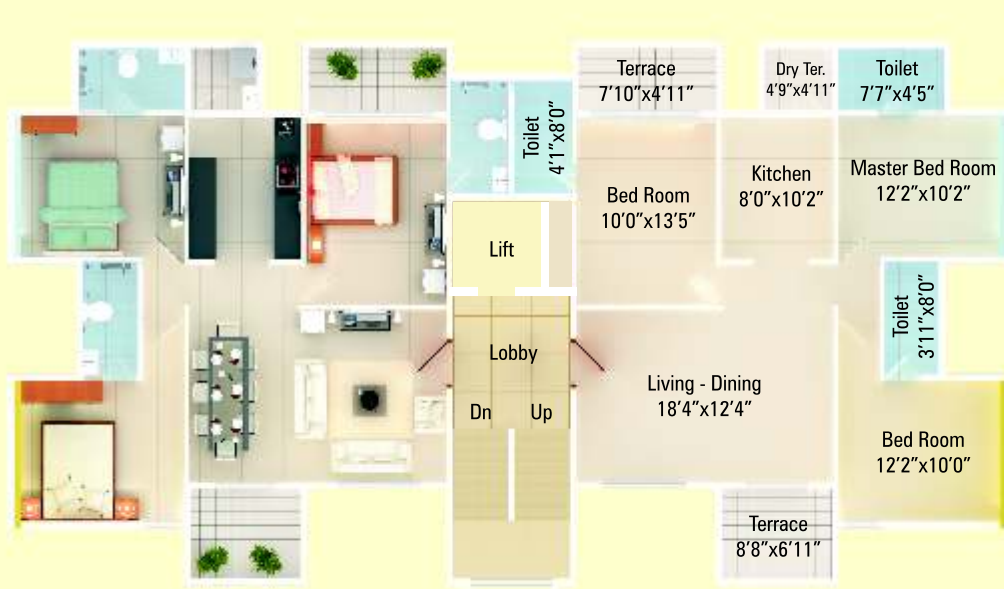 Terrace
7'10"x4'11"
Dry Ter.
4'9"x4'11"
Toilet
7'7"x4'5"
Toilet
4'1"x8'0"
Bed Room
10'0"x13'5"
Kitchen
8'0"x10'2"
Master Bed Room
12'2"x10'2"
Lift
Toilet
3'11"x8'0"
Lobby
Living - Dining
18'4"x12'4"
Dn
Up
Bed Room
12'2"x10'0"
Terrace
8'8"x6'11"